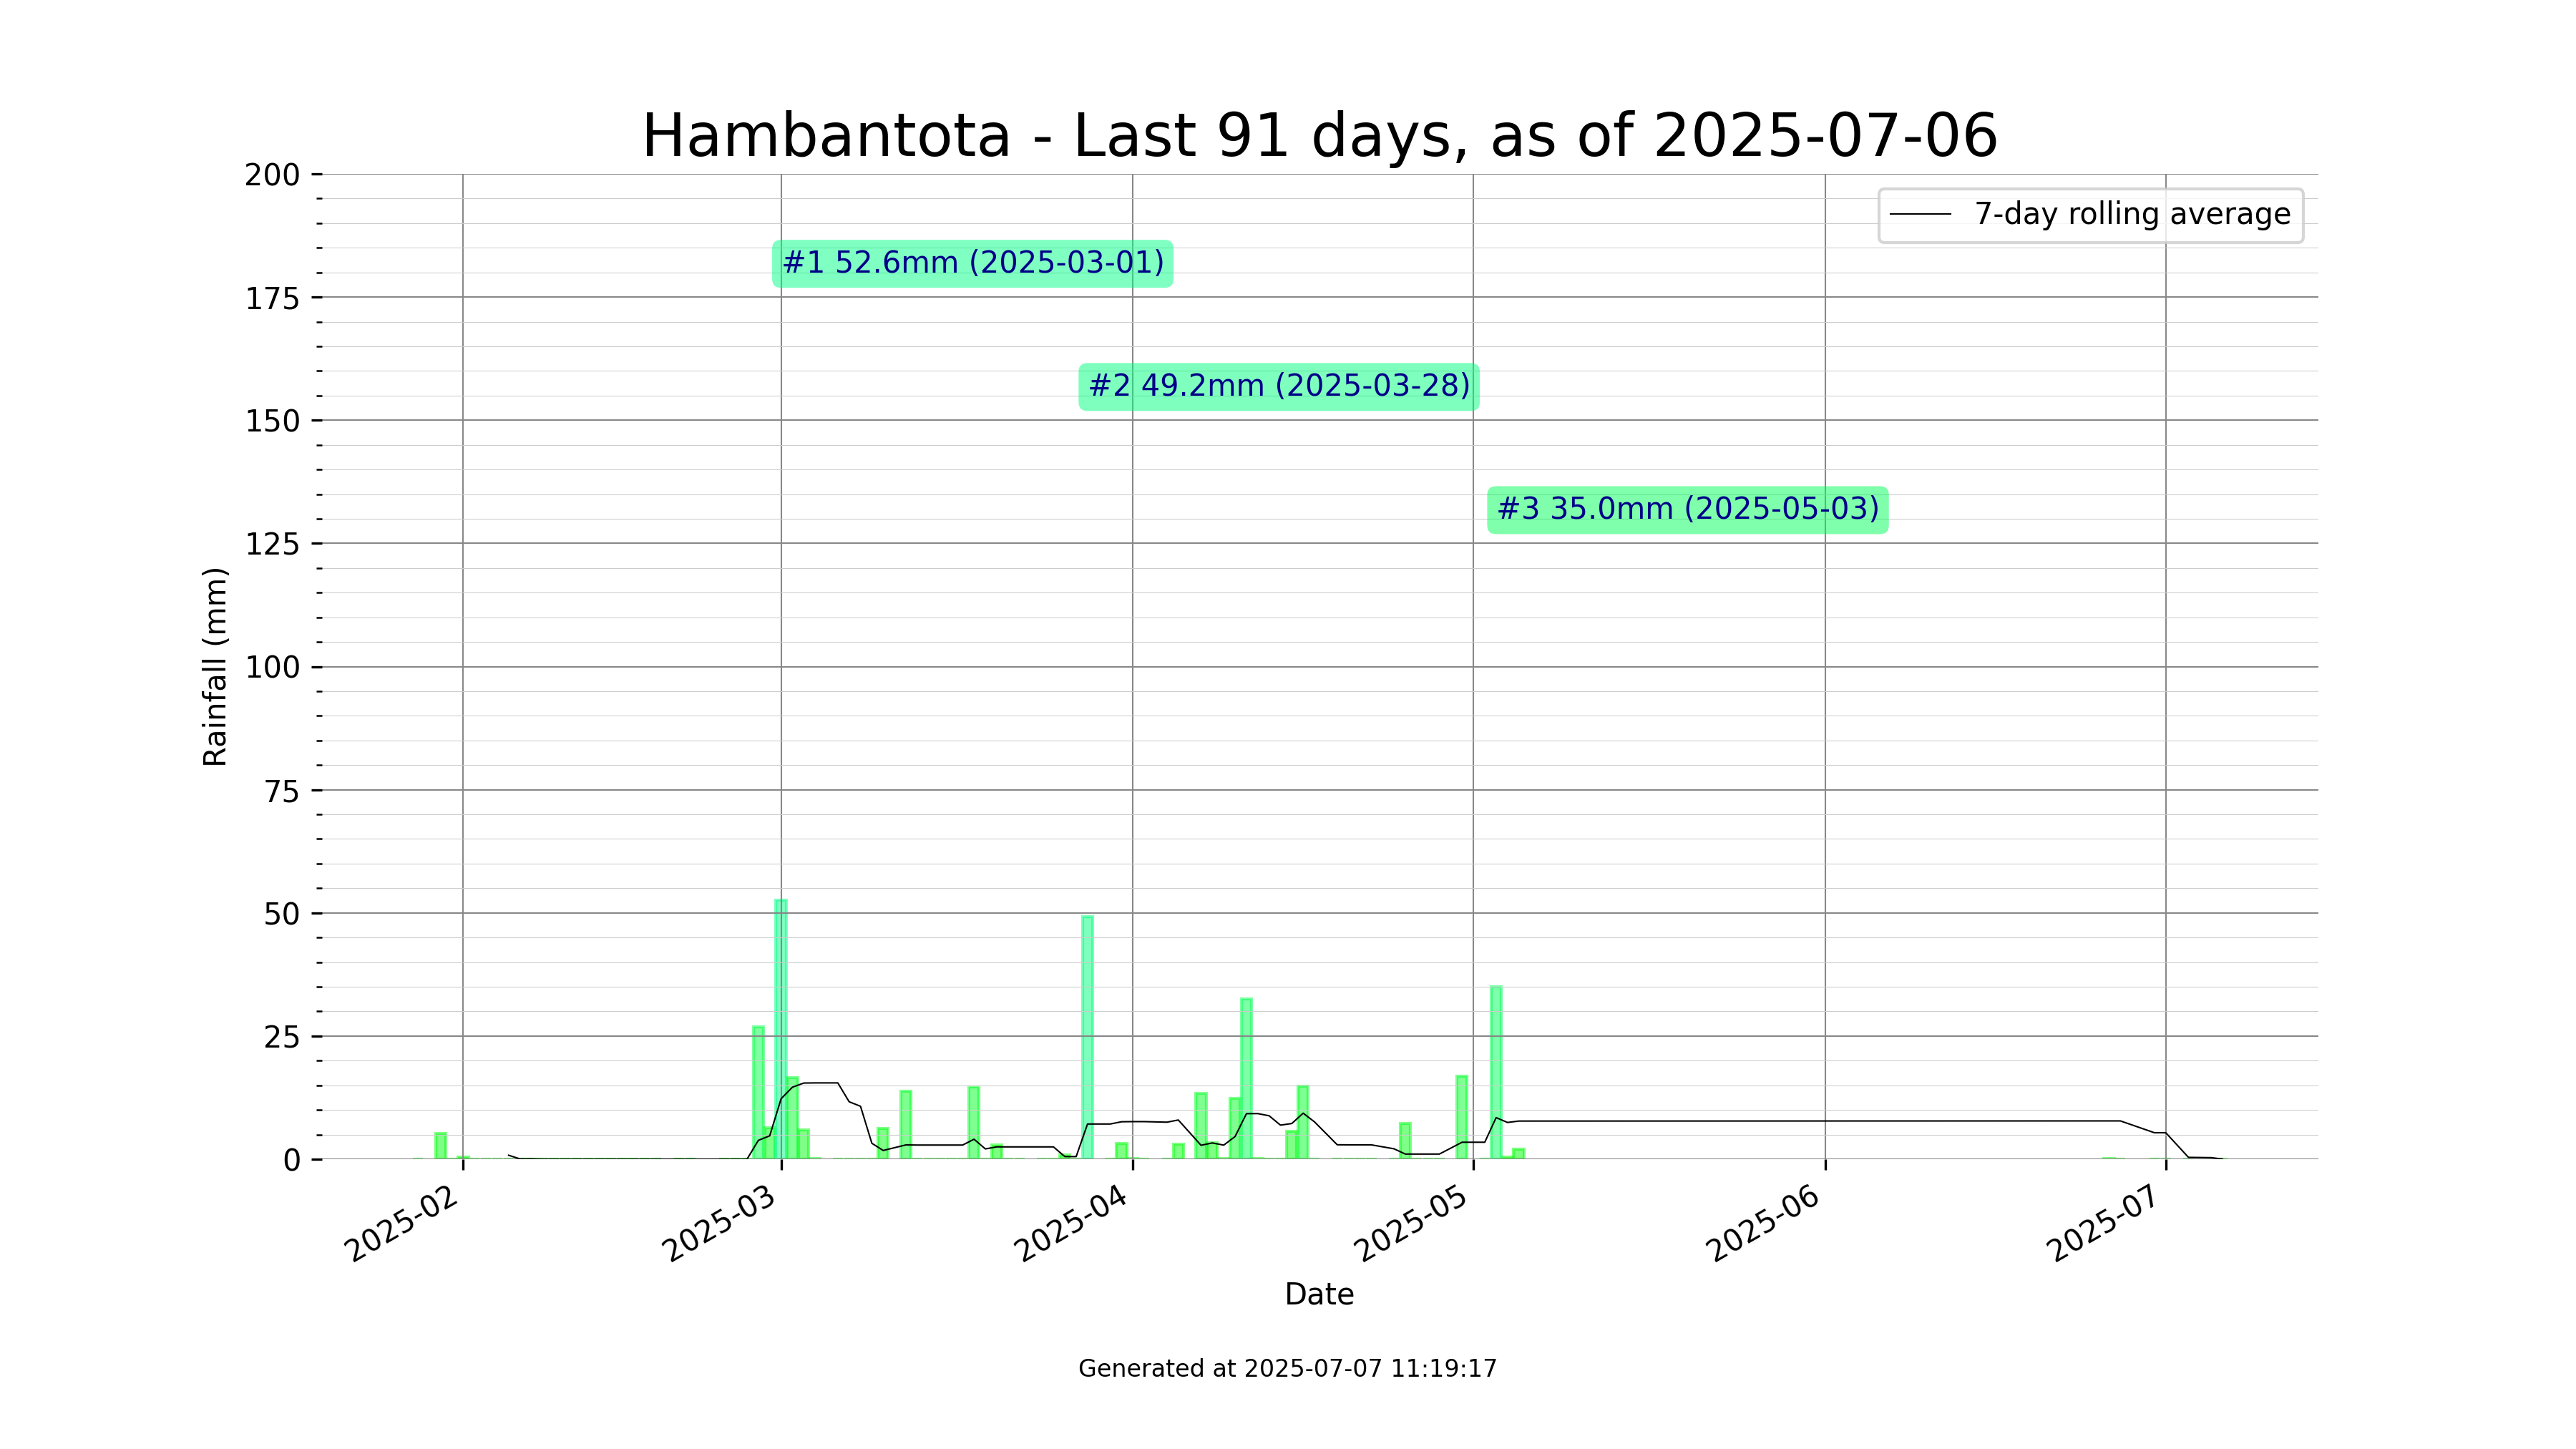 Hambantota - Last 91 days, as of 2025-07-06
200
175
150
125
100
75
50
25
0
Rainfall (mm)
7-day rolling average
#1 52.6mm (2025-03-01)
#2 49.2mm (2025-03-28)
#3 35.0mm (2025-05-03)
2025-02
2025-03
2025-04
2025-05
2025-06
2025-07
Date
Generated at 2025-07-07 11:19:17